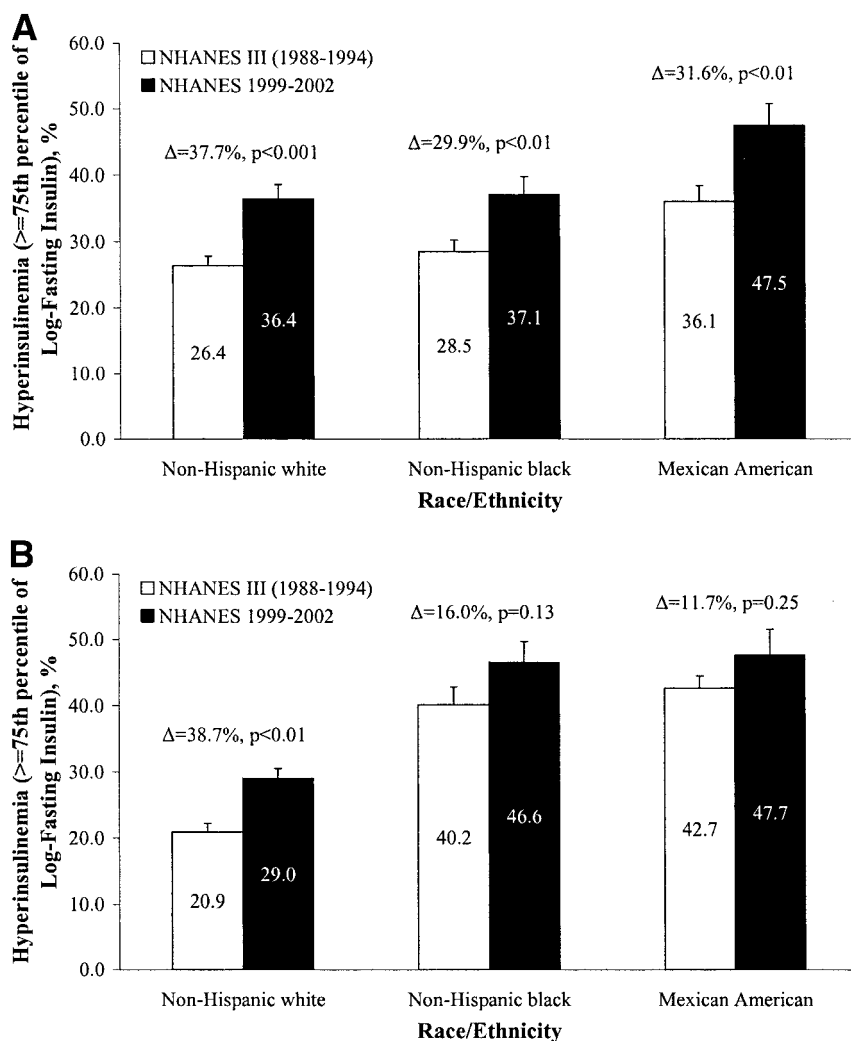 A
Hyperinsulinemia (>=75th percentile of
Log-Fasting Insulin), %
60.0
50.0
40.0
30.0
20.0
10.0
0.0
NHANES III (1988-1994)
NHANES 1999-2002
Δ=37.7%, p<0.001
Δ=29.9%, p<0.01
Δ=31.6%, p<0.01
26.4
36.4
28.5
37.1
36.1
47.5
Non-Hispanic white
Non-Hispanic black
Mexican American
Race/Ethnicity
B
Hyperinsulinemia (>=75th percentile of
Log-Fasting Insulin), %
60.0
50.0
40.0
30.0
20.0
10.0
0.0
NHANES III (1988-1994)
NHANES 1999-2002
Δ=38.7%, p<0.01
Δ=16.0%, p=0.13
Δ=11.7%, p=0.25
20.9
29.0
40.2
46.6
42.7
47.7
Non-Hispanic white
Non-Hispanic black
Mexican American
Race/Ethnicity